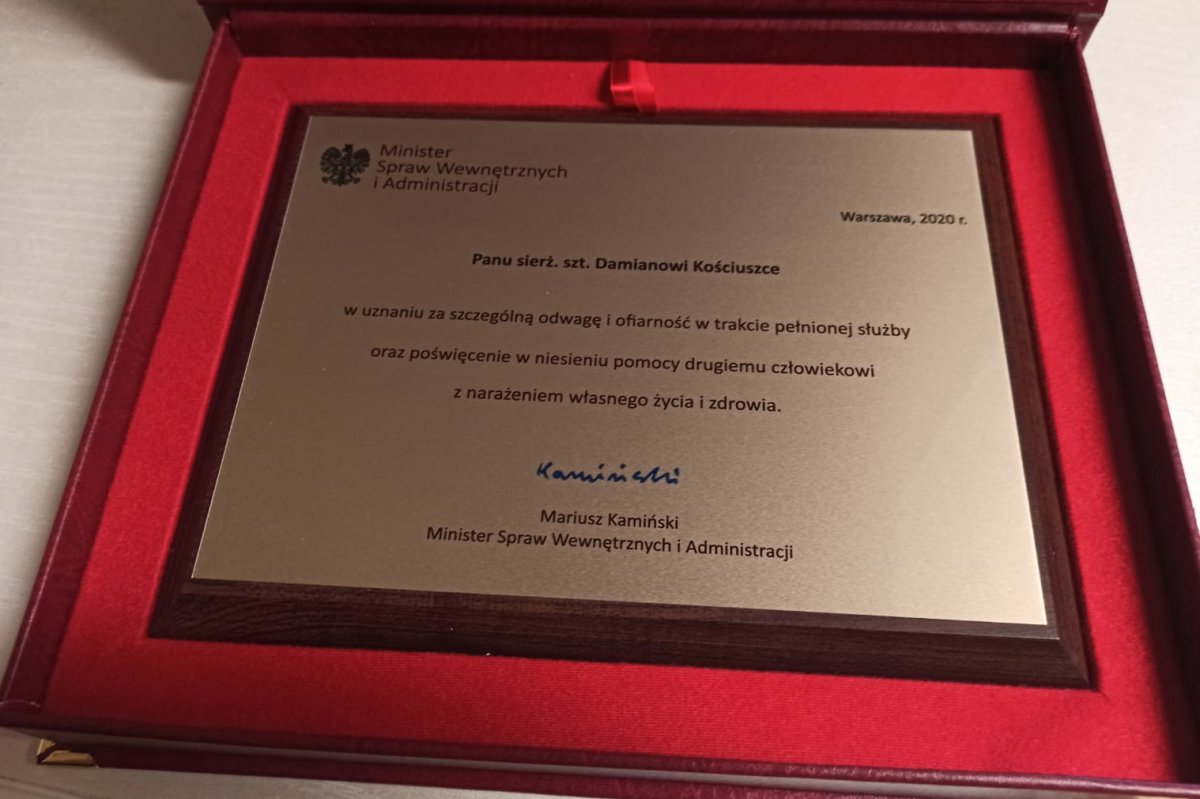 Minister
Spraw Wewnętrznych
i Administracji
Warszawa, 2020 r.
Panu sierż. szt. Damianowi Kościuszce
w uznaniu za szczególną odwagę i ofiarność w trakcie pełnionej służby
oraz poświęcenie w niesieniu pomocy drugiemu człowiekowi
z narażeniem własnego życia i zdrowia.
Kamiński
Mariusz Kamiński
Minister Spraw Wewnętrznych i Administracji